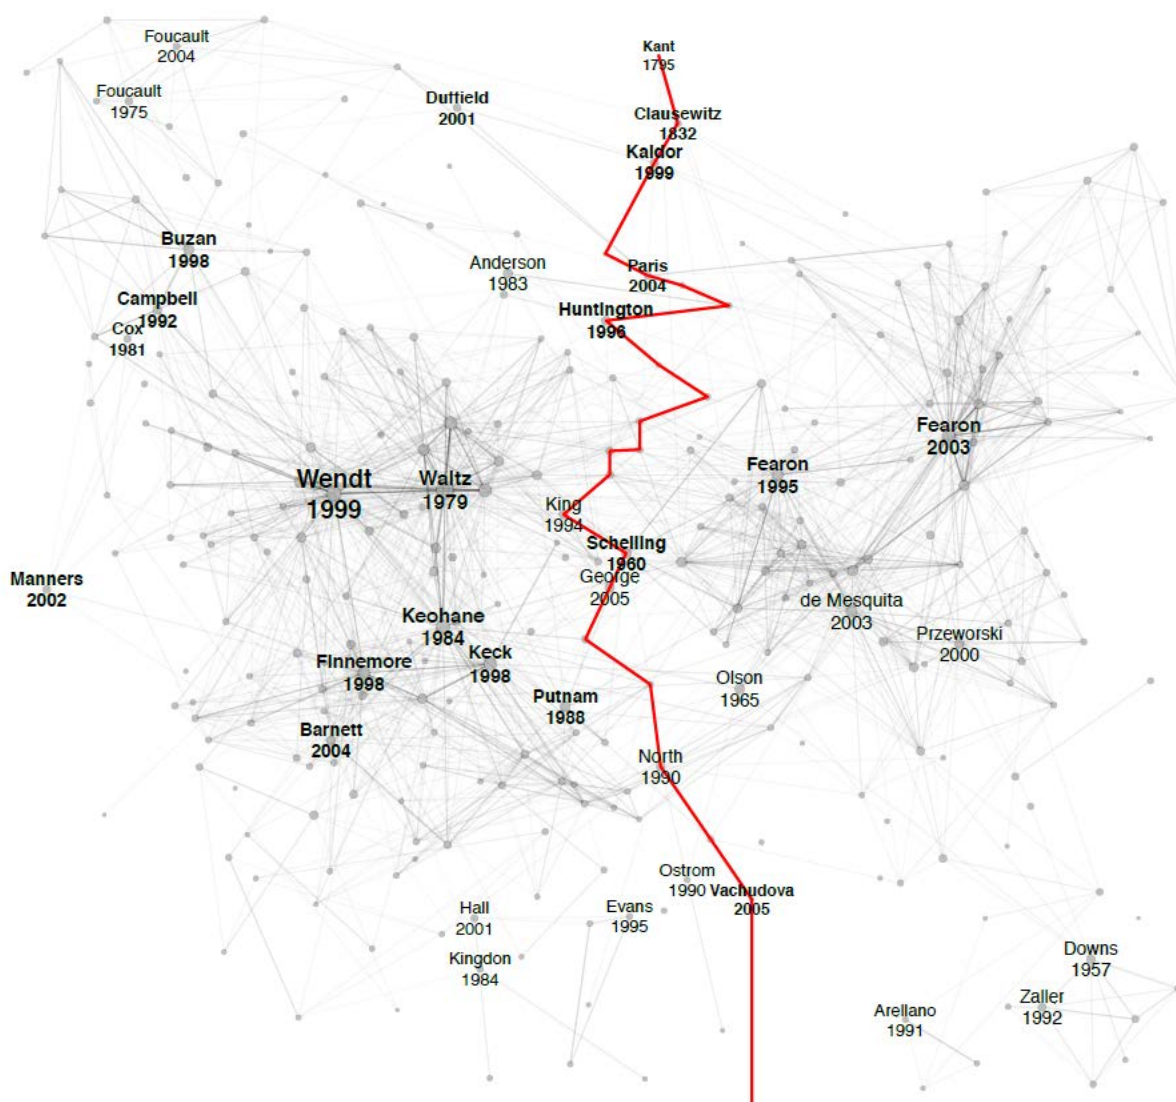 Foucault
2004
Kant
1795
Foucault
1975
Duffield
2001
Clausewitz
1832
Kaldor
1999
Buzan
1998
Anderson
1983
Paris
2004
Campbell
1992
Huntington
1996
Cox
1981
Fearon
2003
Wendt
1999
Waltz
1979
Fearon
1995
King
1994
Schelling
1960
George
2005
Manners
2002
de Mesquita
2003
Keohane
1984
Przeworski
2000
Keck
1998
Finnemore
1998
Olson
1965
Putnam
1988
Barnett
2004
North
1990
Ostrom
1990
Vachudova
2005
Hall
2001
Evans
1995
Kingdon
1984
Downs
1957
Zaller
1992
Arellano
1991